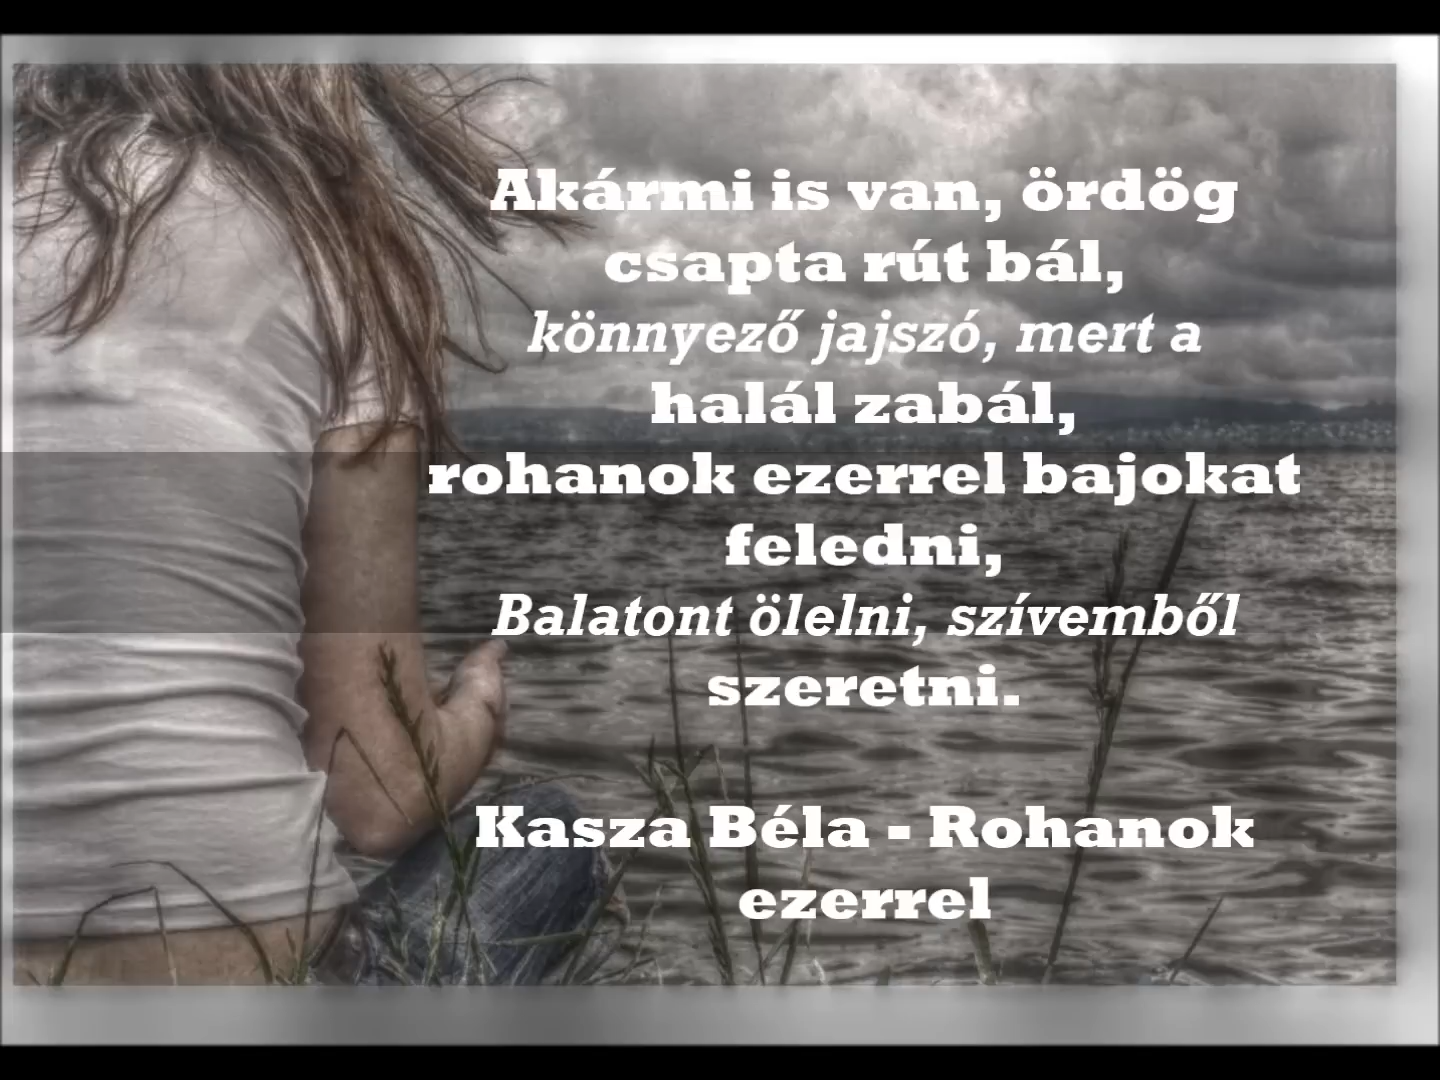 Akármi is van, ördög
csapta rút bál,
könnyező jajszó, mert a
halál zabál,
rohanok ezerrel bajokat
feledni,
Balatont ölelni, szívemből
szeretni.
Kasza Béla - Rohanok
ezerrel